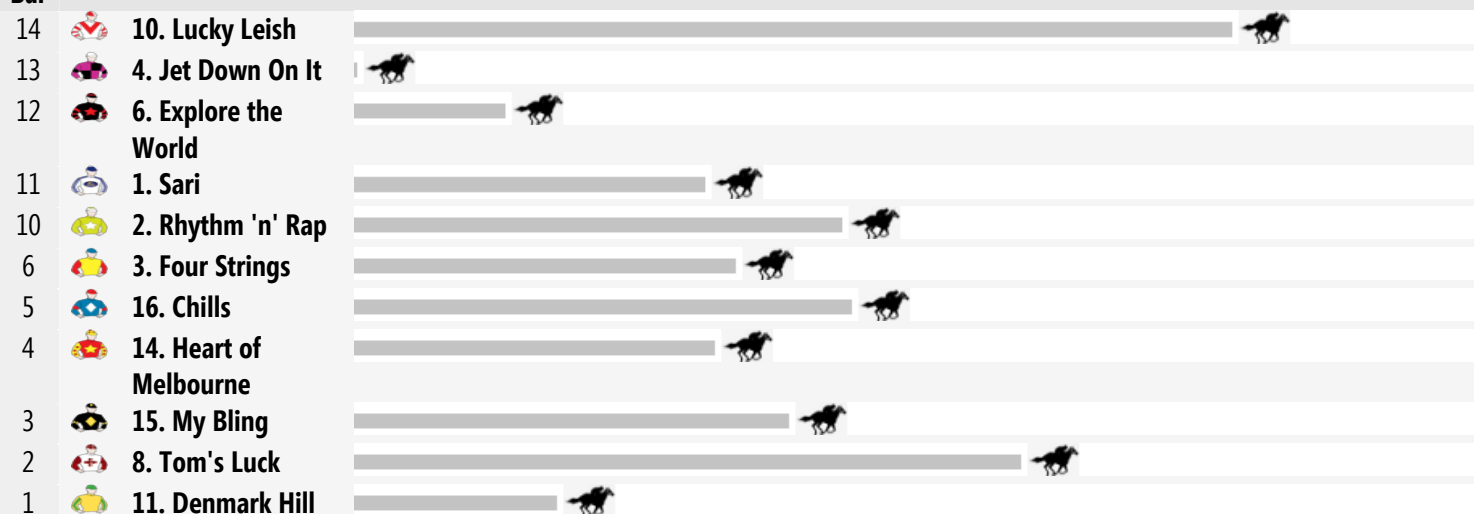 Bar
14 10. Lucky Leish
13 4. Jet Down On It
12 6. Explore the
World
11 1. Sari
10 2. Rhythm 'n' Rap
6 3. Four Strings
5 16. Chills
4 14. Heart of
Melbourne
3 15. My Bling
2 8. Tom's Luck
1 11. Denmark Hill